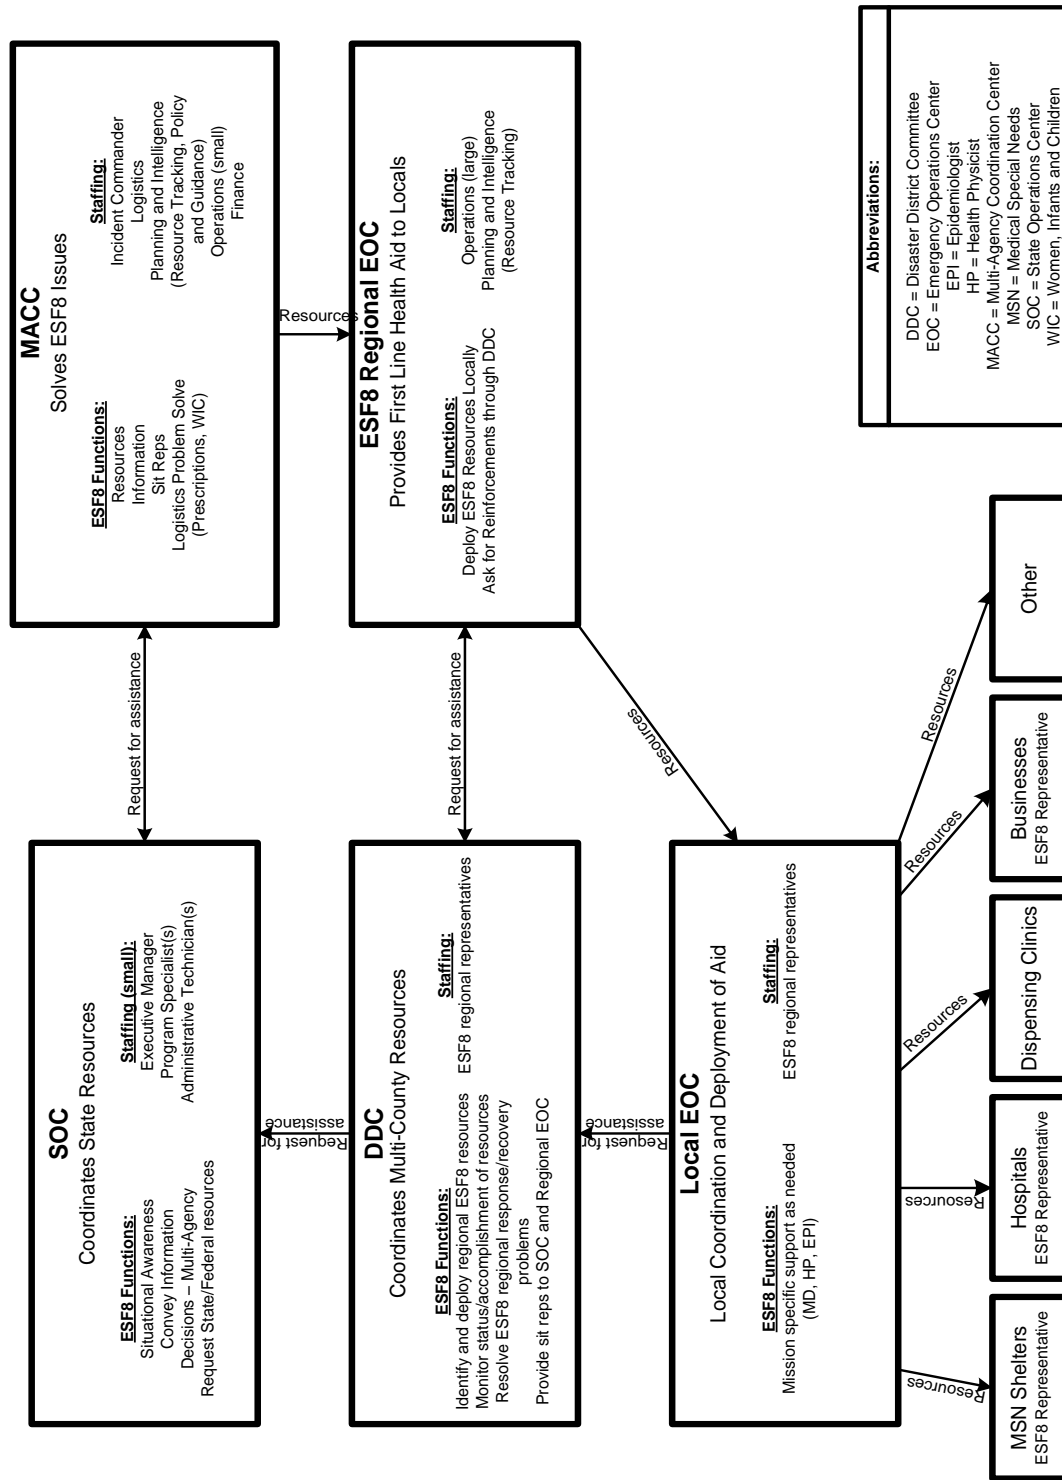 SOC
Coordinates State Resources
ESF8 Functions:
Situational Awareness
Convey Information
Decisions – Multi-Agency
Request State/Federal resources
Staffing (small):
Executive Manager
Program Specialist(s)
Administrative Technician(s)
Request for assistance
MACC
Solves ESF8 Issues
ESF8 Functions:
Resources
Information
Sit Reps
Logistics Problem Solve
(Prescriptions, WIC)
Staffing:
Incident Commander
Logistics
Planning and Intelligence
(Resource Tracking, Policy
and Guidance)
Operations (small)
Finance
Request for
assistance
Resources
DDC
Coordinates Multi-County Resources
ESF8 Functions:
Identify and deploy regional ESF8 resources
Monitor status/accomplishment of resources
Resolve ESF8 regional response/recovery
problems
Provide sit reps to SOC and Regional EOC
Staffing:
ESF8 regional representatives
Request for assistance
ESF8 Regional EOC
Provides First Line Health Aid to Locals
ESF8 Functions:
Deploy ESF8 Resources Locally
Ask for Reinforcements through DDC
Staffing:
Operations (large)
Planning and Intelligence
(Resource Tracking)
Request for
assistance
Resources
Local EOC
Local Coordination and Deployment of Aid
ESF8 Functions:
Mission specific support as needed
(MD, HP, EPI)
Staffing:
ESF8 regional representatives
Resources
Resources
Resources
Resources
Resources
MSN Shelters
ESF8 Representative
Hospitals
ESF8 Representative
Dispensing Clinics
Businesses
ESF8 Representative
Other
Abbreviations:
DDC = Disaster District Committee
EOC = Emergency Operations Center
EPI = Epidemiologist
HP = Health Physicist
MACC = Multi-Agency Coordination Center
MSN = Medical Special Needs
SOC = State Operations Center
WIC = Women, Infants and Children